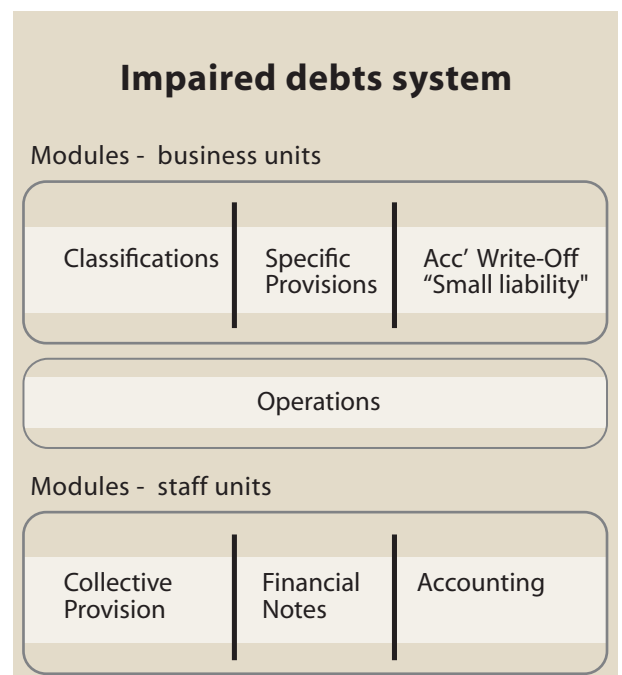 Impaired debts system
Modules - business units
Classifications
Specific
Provisions
Acc’ Write-Off
“Small liability"
Operations
Modules - staff units
Collective
Provision
Financial
Notes
Accounting